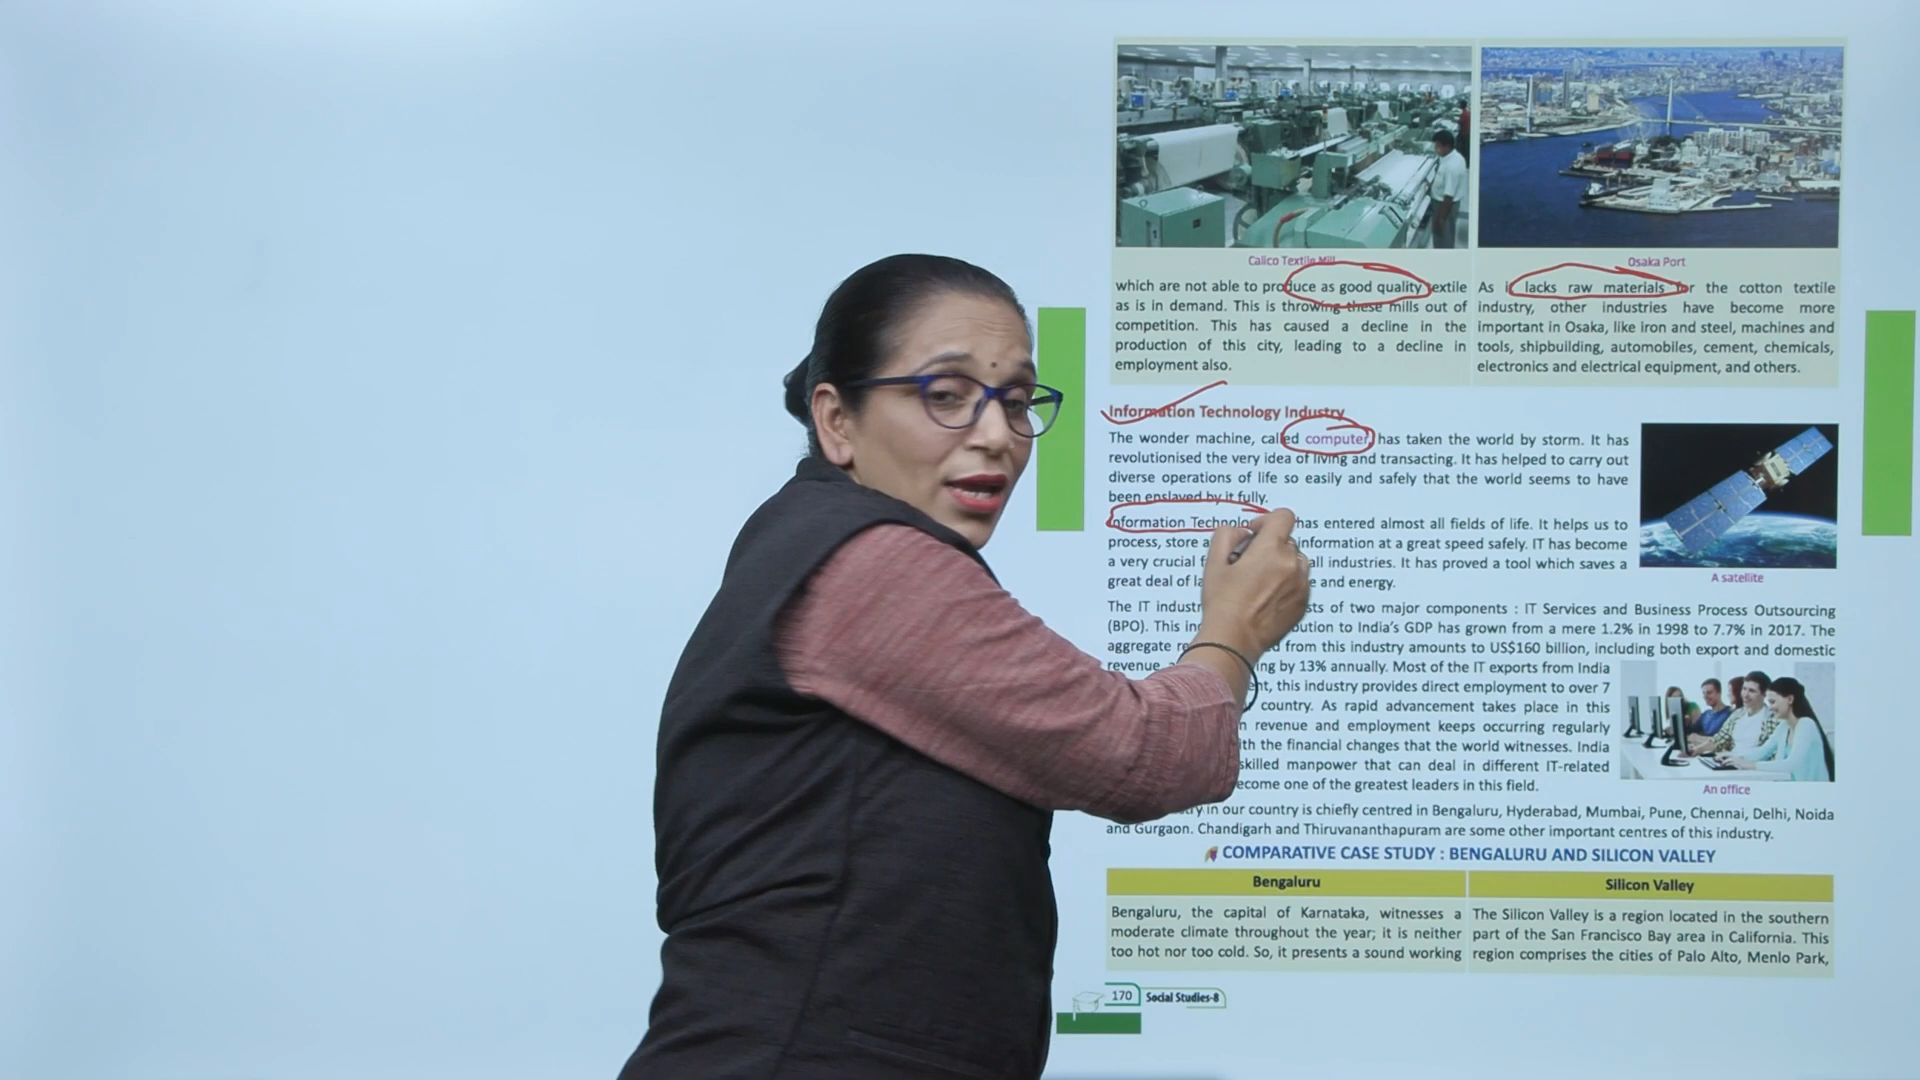 Calico Textile Mill
which are not able to produce as good quality textile
as is in demand. This is throwing these mills out of
competition. This has caused a decline in the
production of this city, leading to a decline in
employment also.
Osaka Port
As lacks raw materials for the cotton textile
industry, other industries have become more
important in Osaka, like iron and steel, machines and
tools, shipbuilding, automobiles, cement, chemicals,
electronics and electrical equipment, and others.
Information Technology Industry
The wonder machine, called computer, has taken the world by storm. It has
revolutionised the very idea of living and transacting. It has helped to carry out
diverse operations of life so easily and safely that the world seems to have
been enslaved by it fully.
Information has entered almost all fields of life. It helps us to
process, store information at a great speed safely. IT has become
a very crucial all industries. It has proved a tool which saves a
great deal of and energy.
A satellite
The IT of two major components : IT Services and Business Process Outsourcing
(BPO). This to India's GDP has grown from a mere 1.2% in 1998 to 7.7% in 2017. The
aggregate from this industry amounts to US$160 billion, including both export and domestic
revenue, by 13% annually. Most of the IT exports from India
this industry provides direct employment to over 7
country. As rapid advancement takes place in this
revenue and employment keeps occurring regularly
the financial changes that the world witnesses. India
skilled manpower that can deal in different IT-related
become one of the greatest leaders in this field.
An office
in our country is chiefly centred in Bengaluru, Hyderabad, Mumbai, Pune, Chennai, Delhi, Noida
and Gurgaon. Chandigarh and Thiruvananthapuram are some other important centres of this industry.
COMPARATIVE CASE STUDY : BENGALURU AND SILICON VALLEY
Bengaluru
Bengaluru, the capital of Karnataka, witnesses a
moderate climate throughout the year; it is neither
too hot nor too cold. So, it presents a sound working
Silicon Valley
The Silicon Valley is a region located in the southern
part of the San Francisco Bay area in California. This
region comprises the cities of Palo Alto, Menlo Park,
170 Social Studies-8